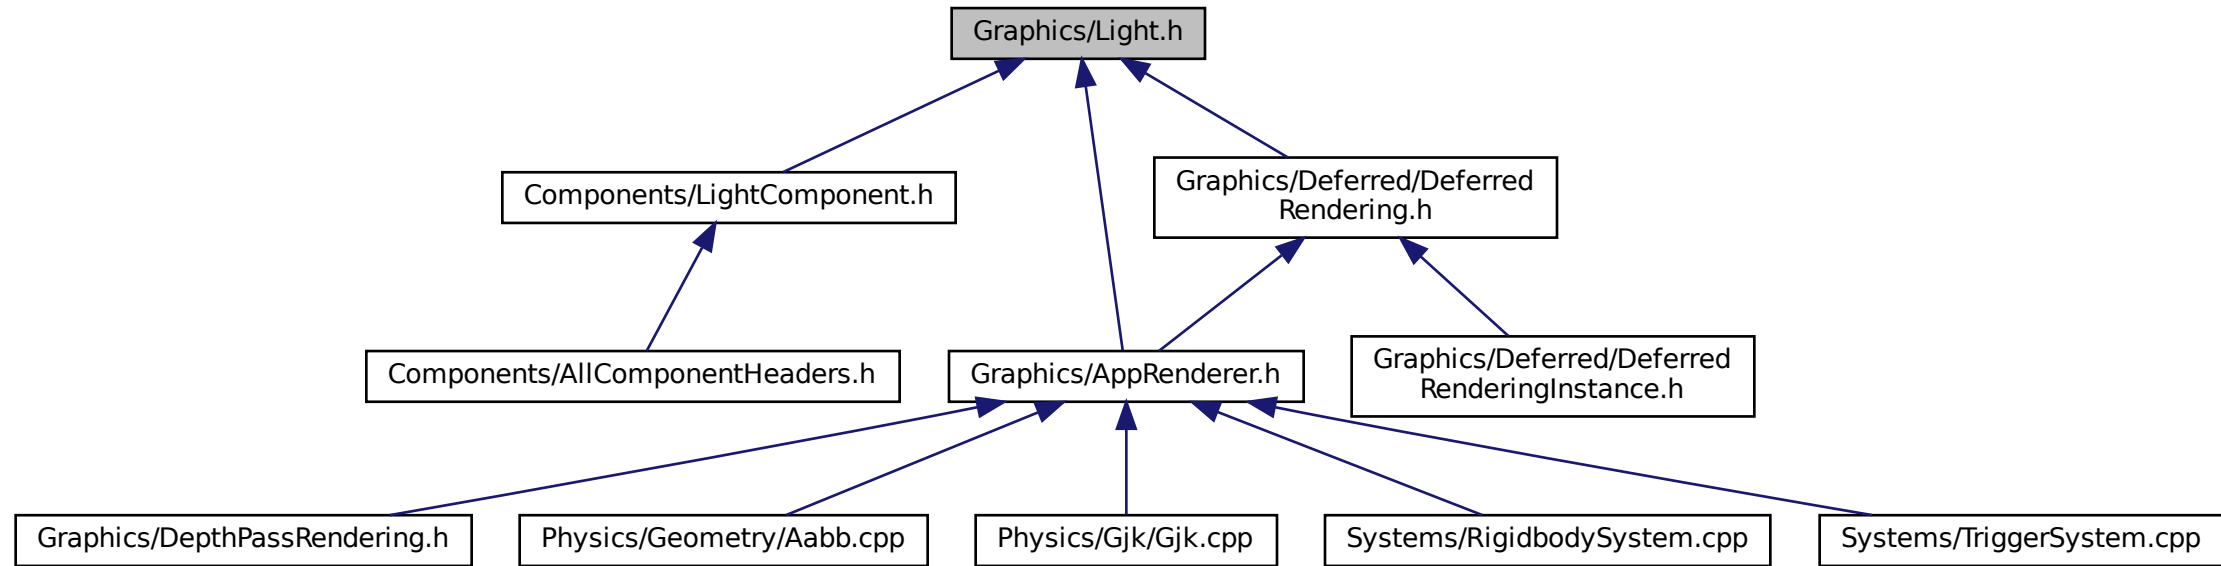 Graphics/Light.h
Components/LightComponent.h
Graphics/Deferred/Deferred
Rendering.h
Components/AllComponentHeaders.h
Graphics/AppRenderer.h
Graphics/Deferred/Deferred
RenderingInstance.h
Graphics/DepthPassRendering.h
Physics/Geometry/Aabb.cpp
Physics/Gjk/Gjk.cpp
Systems/RigidbodySystem.cpp
Systems/TriggerSystem.cpp